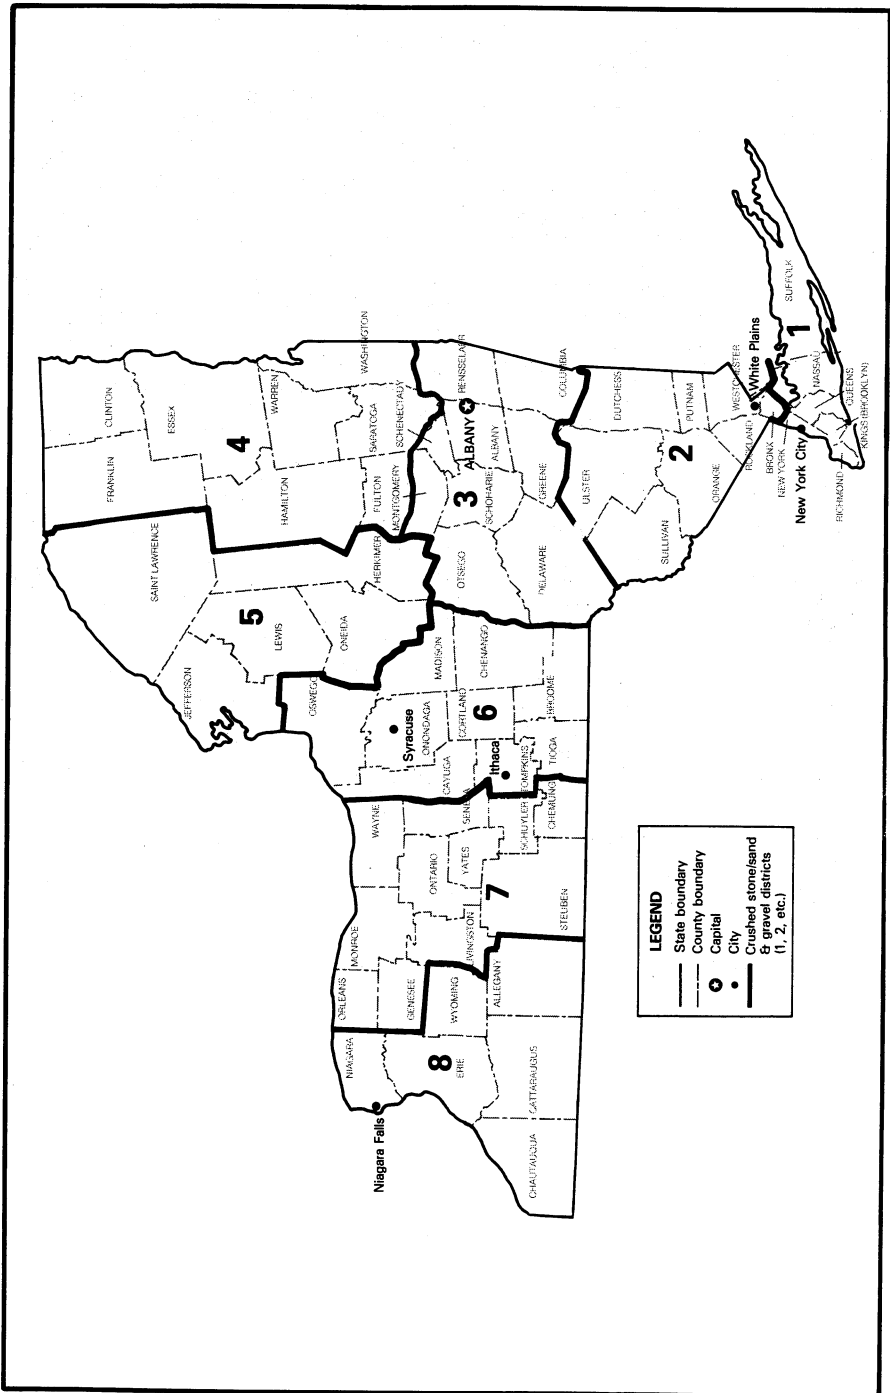 CLINTON
FRANKLIN
ESSEX
4
HAMILTON
WARREN
WASHINGTON
SARATOGA
FULTON
MONTGOMERY
SCHENECTADY
SAINT LAWRENCE
JEFFERSON
5
LEWIS
ONEIDA
HERKIMER
OSWEGO
RENSSELAER
ALBANY
ALBANY
3
SCHOHARIE
OTSEGO
GREENE
COLUMBIA
DELAWARE
Syracuse
ONONDAGA
MADISON
CAYUGA
CORTLAND
CHENANGO
6
Ithaca
TOMPKINS
BROOME
TIOGA
WAYNE
SENECA
MONROE
ONTARIO
YATES
SCHUYLER
CHEMUNG
7
LIVINGSTON
STEUBEN
ORLEANS
GENESEE
NIAGARA
Niagara Falls
8
ERIE
WYOMING
ALLEGANY
CATTARAUGUS
CHAUTAUQUA
ULSTER
DUTCHESS
SULLIVAN
2
ORANGE
PUTNAM
WESTCHESTER
White Plains
ROCKLAND
BRONX
NEW YORK
New York City
RICHMOND
KINGS (BROOKLYN)
QUEENS
NASSAU
1
SUFFOLK
LEGEND
State boundary
County boundary
Capital
City
Crushed stone/sand
& gravel districts
(1, 2, etc.)